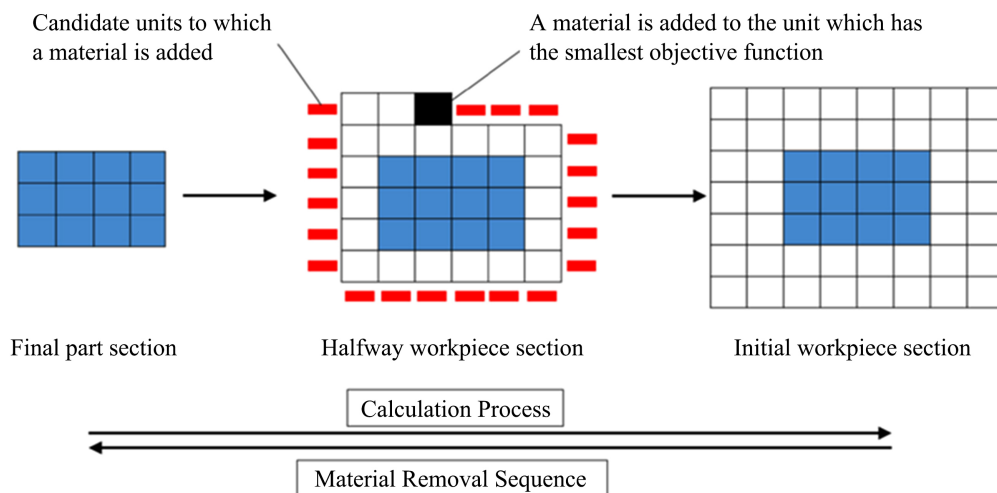 Candidate units to which
a material is added
A material is added to the unit which has
the smallest objective function
Final part section
Halfway workpiece section
Initial workpiece section
Calculation Process
Material Removal Sequence